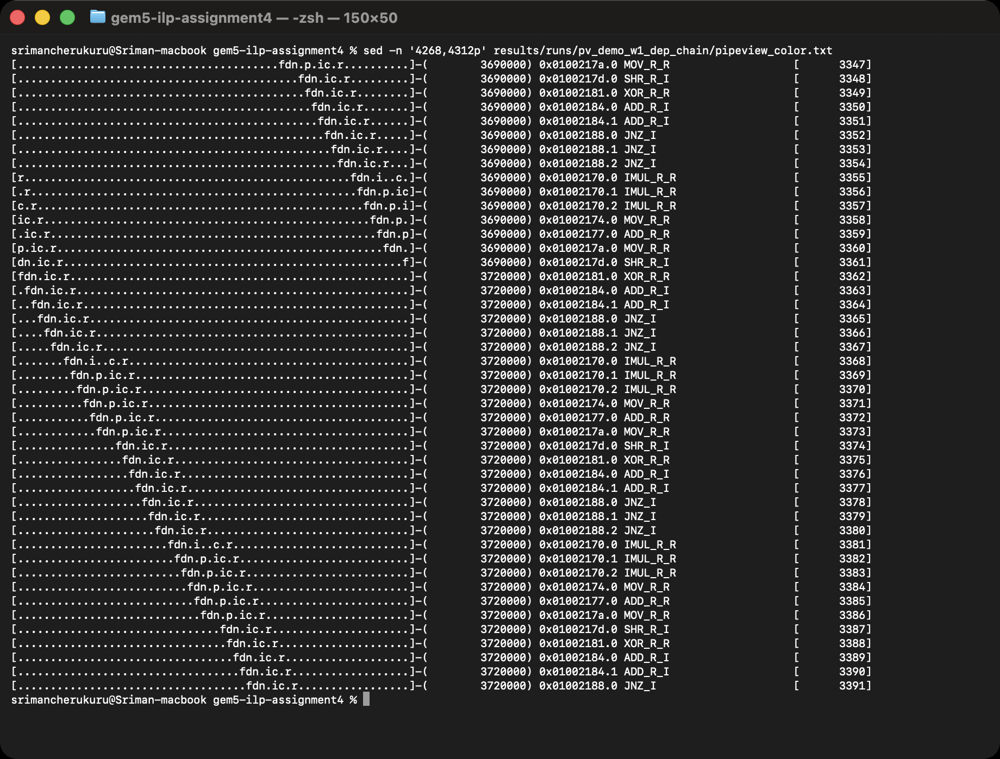 gem5-ilp-assignment4 — -zsh — 150×50
srimancherukuru@Sriman-macbook gem5-ilp-assignment4 % sed -n '4268,4312p' results/runs/pv_demo_w1_dep_chain/pipeview_color.txt
[........................................fdn.p.ic.r..........]-(        3690000) 0x0100217a.0 MOV_R_R                   [      3347]
[...........................................fdn.ic.r.........]-(        3690000) 0x0100217d.0 SHR_R_I                   [      3348]
[............................................fdn.ic.r........]-(        3690000) 0x01002181.0 XOR_R_R                   [      3349]
[.............................................fdn.ic.r.......]-(        3690000) 0x01002184.0 ADD_R_I                   [      3350]
[..............................................fdn.ic.r......]-(        3690000) 0x01002184.1 ADD_R_I                   [      3351]
[...............................................fdn.ic.r.....]-(        3690000) 0x01002188.0 JNZ_I                     [      3352]
[................................................fdn.ic.r....]-(        3690000) 0x01002188.1 JNZ_I                     [      3353]
[.................................................fdn.ic.r...]-(        3690000) 0x01002188.2 JNZ_I                     [      3354]
[r..................................................fdn.i..c.]-(        3690000) 0x01002170.0 IMUL_R_R                  [      3355]
[.r..................................................fdn.p.ic]-(        3690000) 0x01002170.1 IMUL_R_R                  [      3356]
[c.r..................................................fdn.p.i]-(        3690000) 0x01002170.2 IMUL_R_R                  [      3357]
[ic.r..................................................fdn.p.]-(        3690000) 0x01002174.0 MOV_R_R                   [      3358]
[.ic.r..................................................fdn.p]-(        3690000) 0x01002177.0 ADD_R_R                   [      3359]
[p.ic.r..................................................fdn.]-(        3690000) 0x0100217a.0 MOV_R_R                   [      3360]
[dn.ic.r....................................................f]-(        3690000) 0x0100217d.0 SHR_R_I                   [      3361]
[fdn.ic.r....................................................]-(        3720000) 0x01002181.0 XOR_R_R                   [      3362]
[.fdn.ic.r...................................................]-(        3720000) 0x01002184.0 ADD_R_I                   [      3363]
[..fdn.ic.r..................................................]-(        3720000) 0x01002184.1 ADD_R_I                   [      3364]
[...fdn.ic.r.................................................]-(        3720000) 0x01002188.0 JNZ_I                     [      3365]
[....fdn.ic.r................................................]-(        3720000) 0x01002188.1 JNZ_I                     [      3366]
[.....fdn.ic.r...............................................]-(        3720000) 0x01002188.2 JNZ_I                     [      3367]
[.......fdn.i..c.r...........................................]-(        3720000) 0x01002170.0 IMUL_R_R                  [      3368]
[........fdn.p.ic.r..........................................]-(        3720000) 0x01002170.1 IMUL_R_R                  [      3369]
[.........fdn.p.ic.r.........................................]-(        3720000) 0x01002170.2 IMUL_R_R                  [      3370]
[..........fdn.p.ic.r........................................]-(        3720000) 0x01002174.0 MOV_R_R                   [      3371]
[...........fdn.p.ic.r.......................................]-(        3720000) 0x01002177.0 ADD_R_R                   [      3372]
[............fdn.p.ic.r......................................]-(        3720000) 0x0100217a.0 MOV_R_R                   [      3373]
[...............fdn.ic.r.....................................]-(        3720000) 0x0100217d.0 SHR_R_I                   [      3374]
[................fdn.ic.r....................................]-(        3720000) 0x01002181.0 XOR_R_R                   [      3375]
[.................fdn.ic.r...................................]-(        3720000) 0x01002184.0 ADD_R_I                   [      3376]
[..................fdn.ic.r..................................]-(        3720000) 0x01002184.1 ADD_R_I                   [      3377]
[...................fdn.ic.r.................................]-(        3720000) 0x01002188.0 JNZ_I                     [      3378]
[....................fdn.ic.r................................]-(        3720000) 0x01002188.1 JNZ_I                     [      3379]
[.....................fdn.ic.r...............................]-(        3720000) 0x01002188.2 JNZ_I                     [      3380]
[.......................fdn.i..c.r...........................]-(        3720000) 0x01002170.0 IMUL_R_R                  [      3381]
[........................fdn.p.ic.r..........................]-(        3720000) 0x01002170.1 IMUL_R_R                  [      3382]
[.........................fdn.p.ic.r.........................]-(        3720000) 0x01002170.2 IMUL_R_R                  [      3383]
[..........................fdn.p.ic.r........................]-(        3720000) 0x01002174.0 MOV_R_R                   [      3384]
[...........................fdn.p.ic.r.......................]-(        3720000) 0x01002177.0 ADD_R_R                   [      3385]
[............................fdn.p.ic.r......................]-(        3720000) 0x0100217a.0 MOV_R_R                   [      3386]
[...............................fdn.ic.r.....................]-(        3720000) 0x0100217d.0 SHR_R_I                   [      3387]
[................................fdn.ic.r....................]-(        3720000) 0x01002181.0 XOR_R_R                   [      3388]
[.................................fdn.ic.r...................]-(        3720000) 0x01002184.0 ADD_R_I                   [      3389]
[..................................fdn.ic.r..................]-(        3720000) 0x01002184.1 ADD_R_I                   [      3390]
[...................................fdn.ic.r.................]-(        3720000) 0x01002188.0 JNZ_I                     [      3391]
srimancherukuru@Sriman-macbook gem5-ilp-assignment4 %